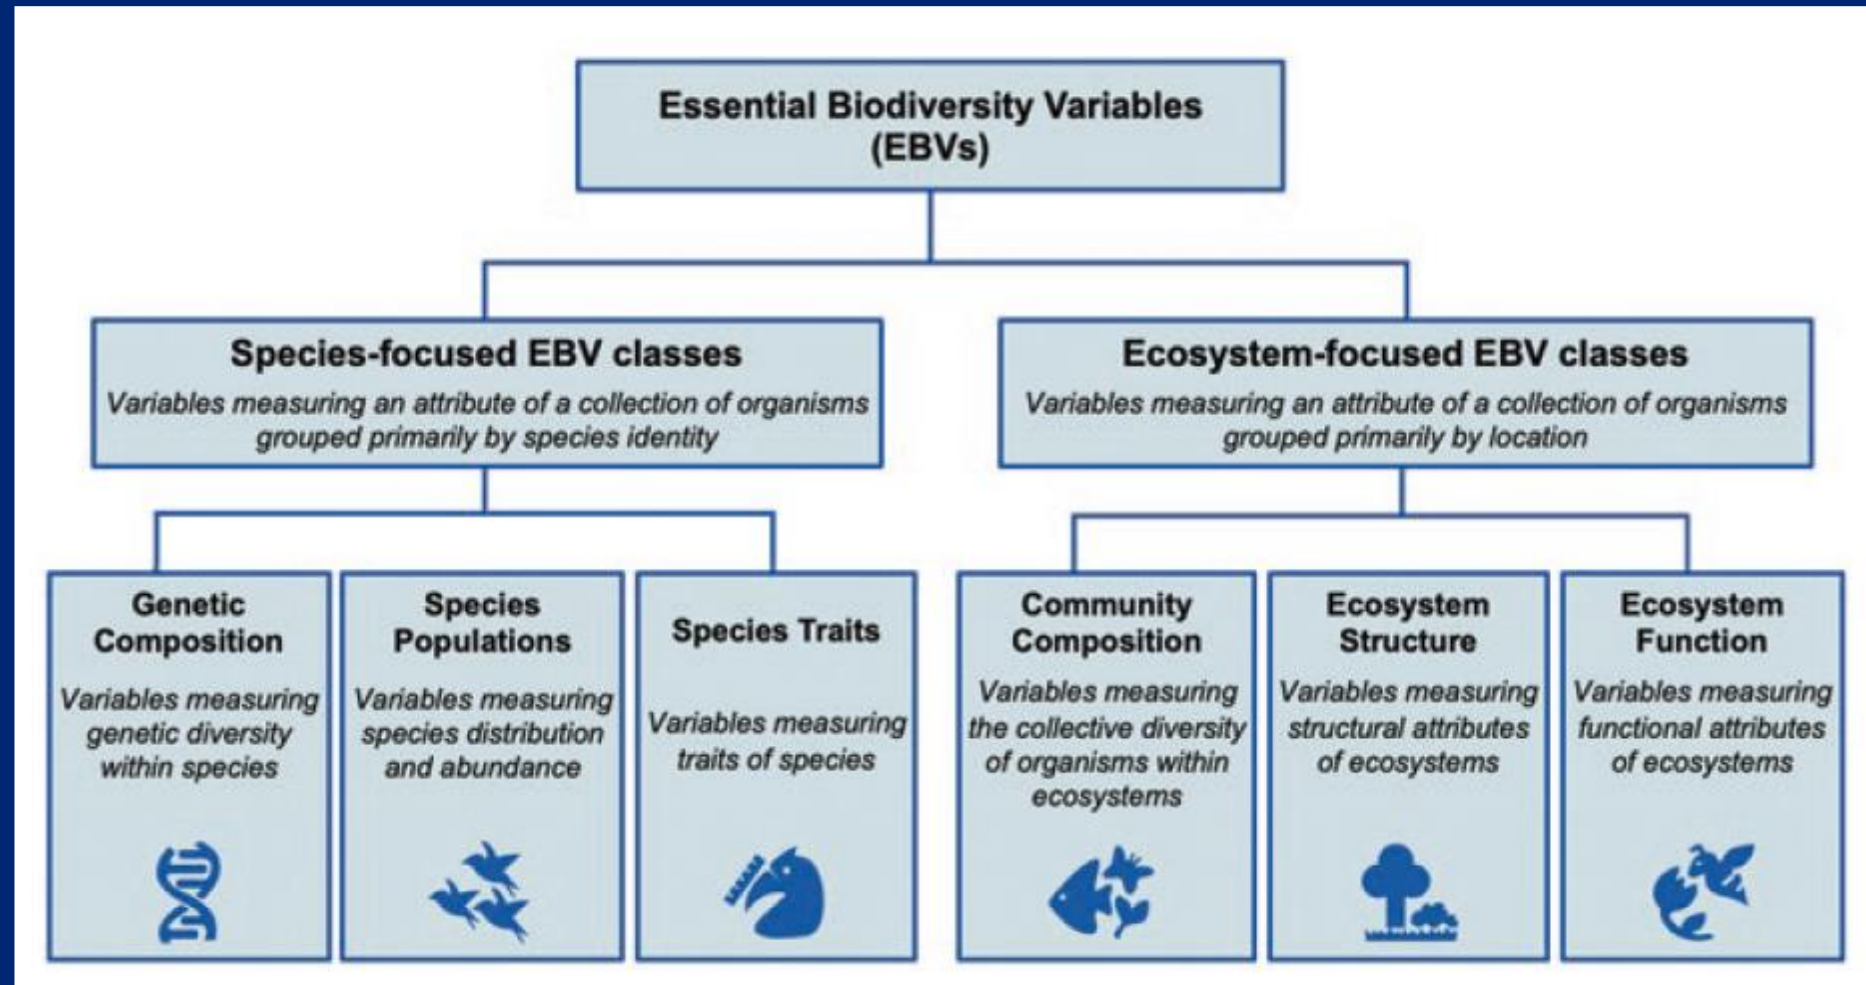 Essential Biodiversity Variables
(EBVs)
Species-focused EBV classes
Variables measuring an attribute of a collection of organisms
grouped primarily by species identity
Ecosystem-focused EBV classes
Variables measuring an attribute of a collection of organisms
grouped primarily by location
Genetic
Composition
Variables measuring
genetic diversity
within species
Species
Populations
Variables measuring
species distribution
and abundance
Species Traits
Variables measuring
traits of species
Community
Composition
Variables measuring
the collective diversity
of organisms within
ecosystems
Ecosystem
Structure
Variables measuring
structural attributes
of ecosystems
Ecosystem
Function
Variables measuring
functional attributes
of ecosystems